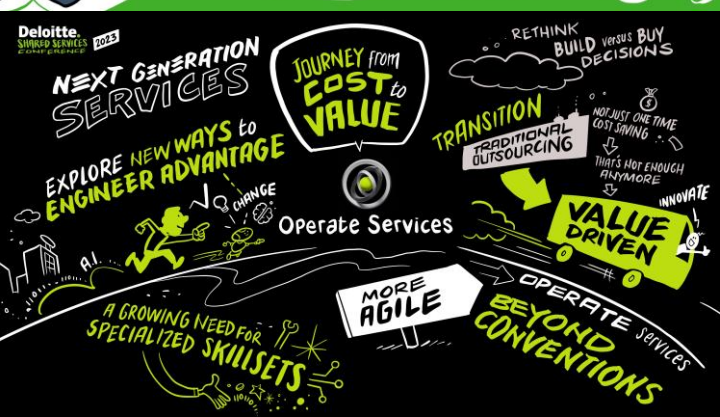 Deloitte.
SHARED SERVICES
CONFERENCE
2023
NEXT GENERATION
SERVICES
EXPLORE NEW WAYS to
ENGINEER ADVANTAGE
CHANGE
A.I.
JOURNEY from
COST to
VALUE
Operate Services
RETHINK
BUILD versus BUY
DECISIONS
TRANSITION
TRADITIONAL
OUTSOURCING
$
NOT JUST ONE TIME
COST SAVING
THAT'S NOT ENOUGH
ANYMORE
INNOVATE
VALUE
DRIVEN
MORE
AGILE
OPERATE services
BEYOND
CONVENTIONS
A GROWING NEED FOR
SPECIALIZED SKILLSETS